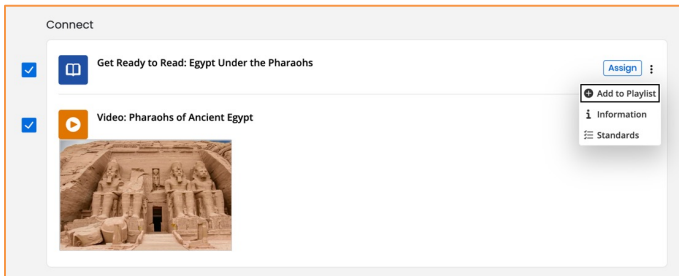 Connect
Get Ready to Read: Egypt Under the Pharaohs
Assign
Add to Playlist
Information
Standards
Video: Pharaohs of Ancient Egypt